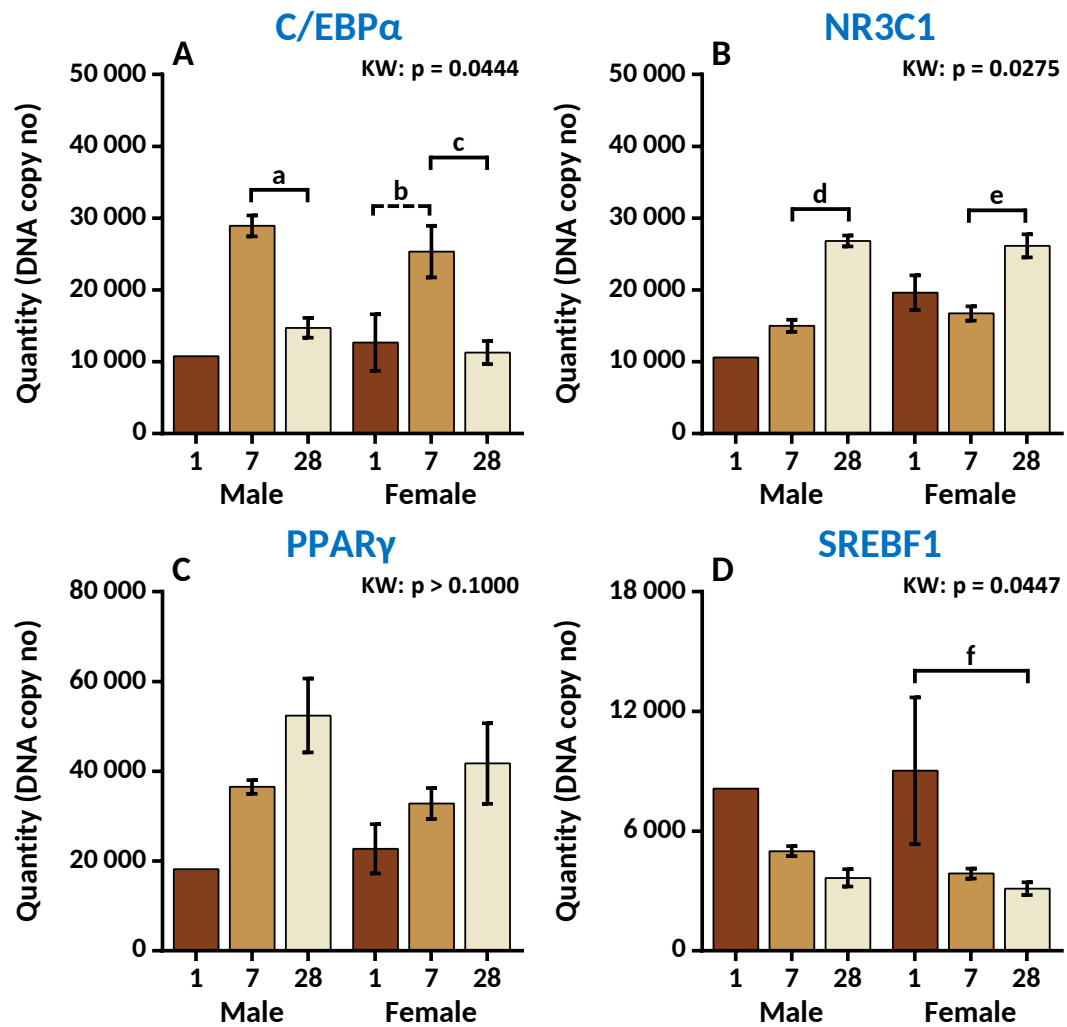 C/EBPα
A
KW: p = 0.0444
Quantity (DNA copy no)
50 000
40 000
30 000
20 000
10 000
0
a
b
c
1 7 28 1 7 28
Male Female
NR3C1
B
KW: p = 0.0275
Quantity (DNA copy no)
50 000
40 000
30 000
20 000
10 000
0
d
e
1 7 28 1 7 28
Male Female
PPARγ
C
KW: p > 0.1000
Quantity (DNA copy no)
80 000
60 000
40 000
20 000
0
1 7 28 1 7 28
Male Female
SREBF1
D
KW: p = 0.0447
Quantity (DNA copy no)
18 000
12 000
6 000
0
f
1 7 28 1 7 28
Male Female